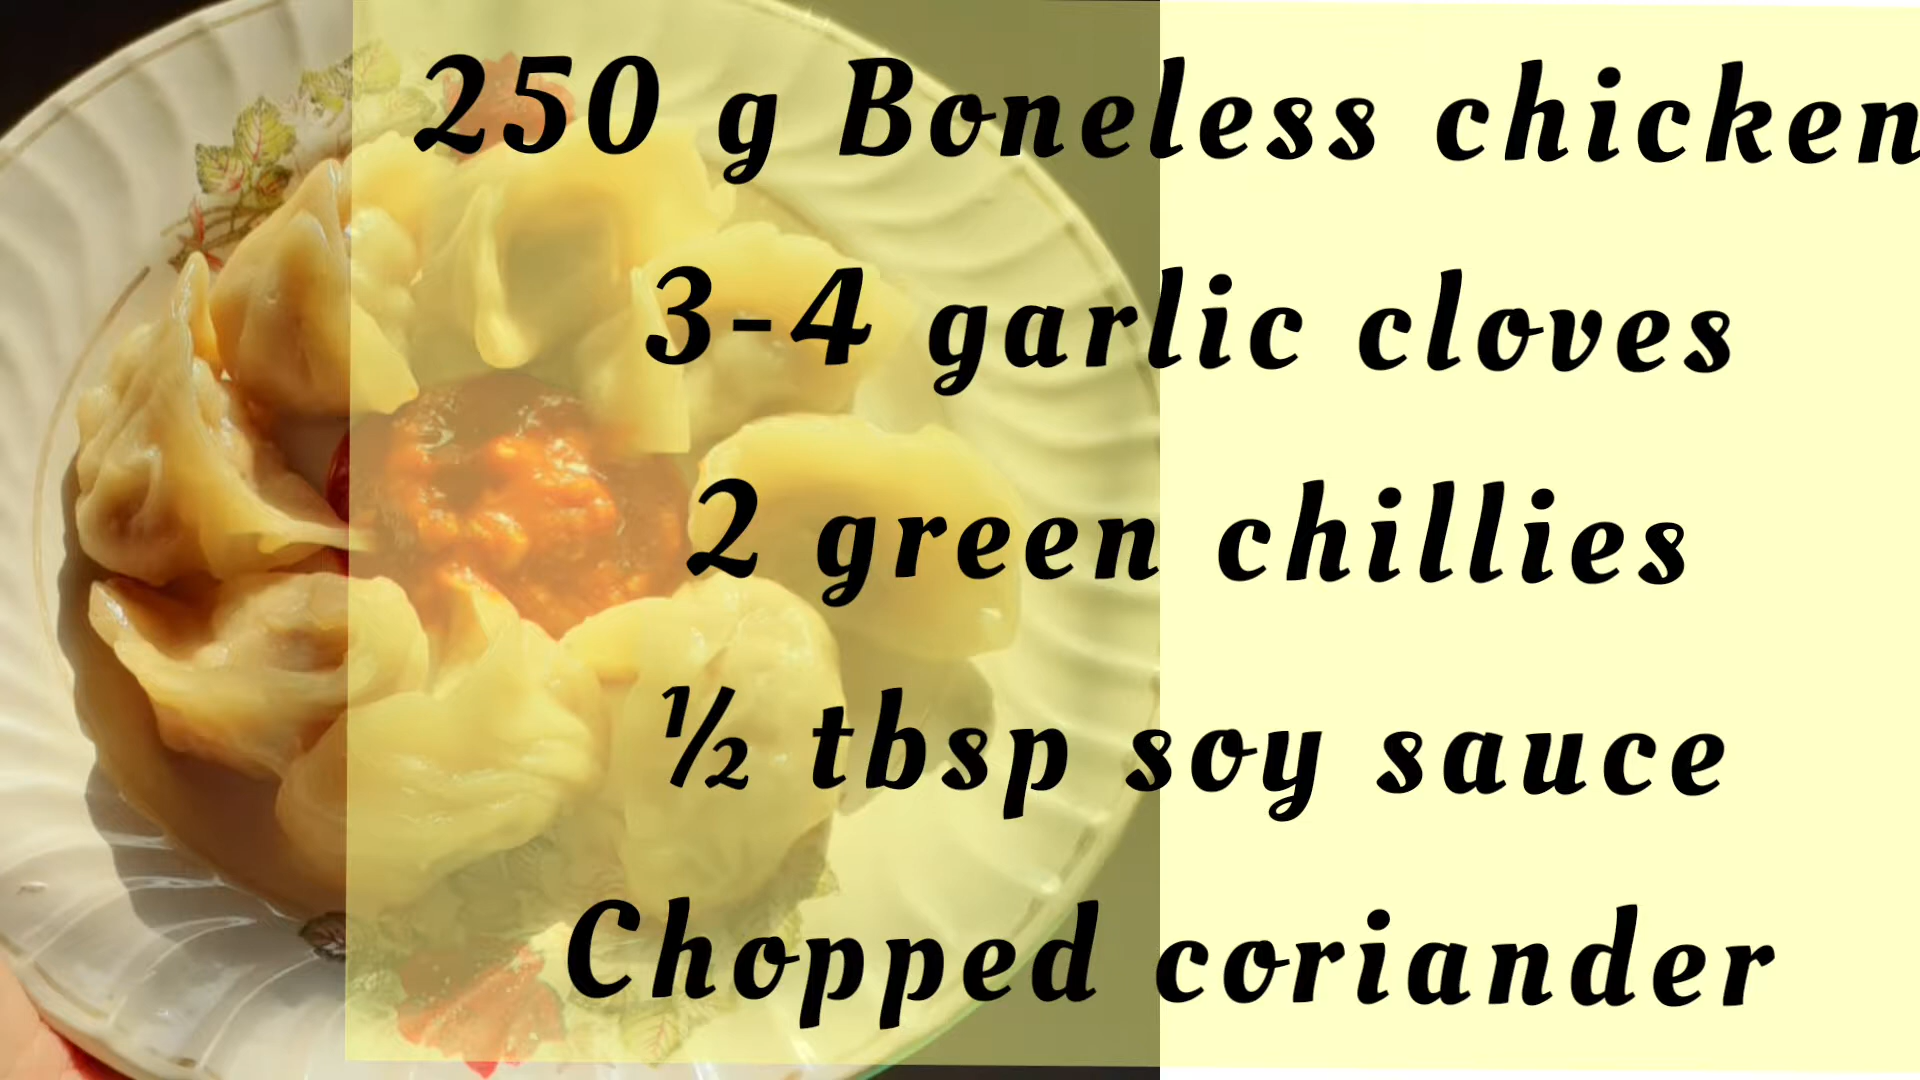 250 g Boneless chicken
3-4 garlic cloves
2 green chillies
½ tbsp soy sauce
Chopped coriander